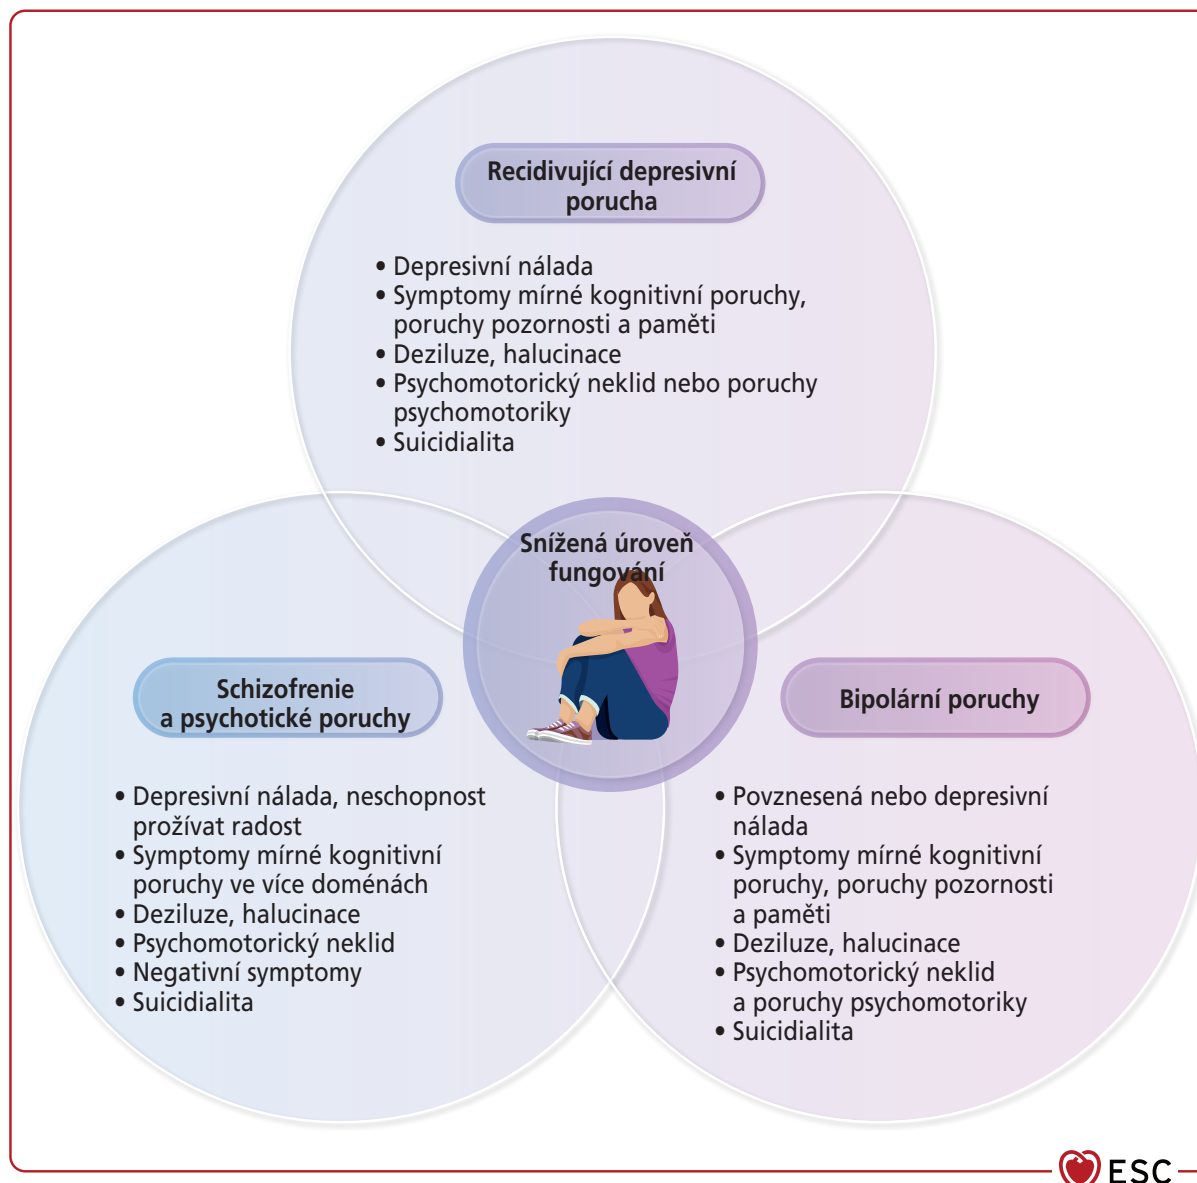 Recidivující depresivní
porucha
• Depresivní nálada
• Symptomy mírné kognitivní poruchy,
poruchy pozornosti a paměti
• Deziluze, halucinace
• Psychomotorický neklid nebo poruchy
psychomotoriky
• Suicidialita
Snížená úroveň
fungování
Schizofrenie
a psychotické poruchy
• Depresivní nálada, neschopnost
prožívat radost
• Symptomy mírné kognitivní
poruchy ve více doménách
• Deziluze, halucinace
• Psychomotorický neklid
• Negativní symptomy
• Suicidialita
Bipolární poruchy
• Povznesená nebo depresivní
nálada
• Symptomy mírné kognitivní
poruchy, poruchy pozornosti
a paměti
• Deziluze, halucinace
• Psychomotorický neklid
a poruchy psychomotoriky
• Suicidialita
ESC